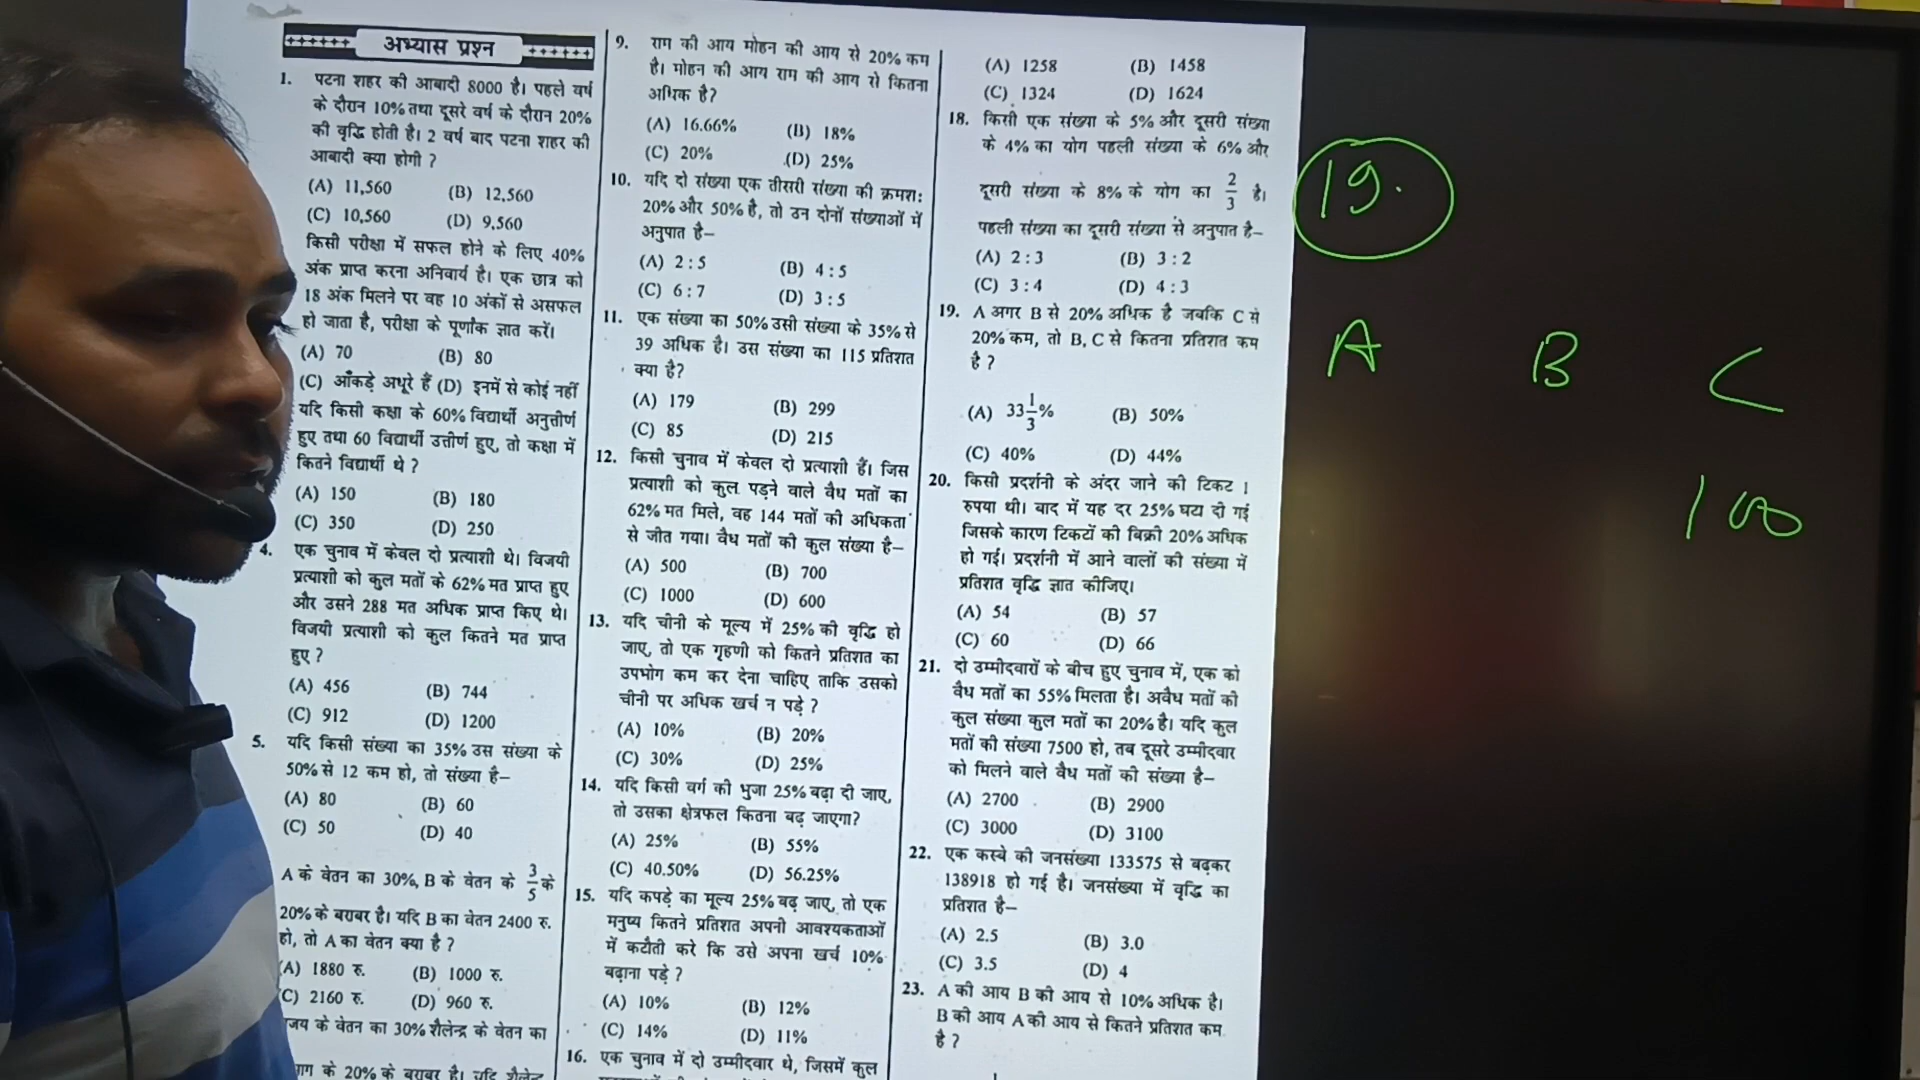 अभ्यास प्रश्न
1. पटना शहर की आबादी 8000 है। पहले वर्ष
के दौरान 10% तथा दूसरे वर्ष के दौरान 20%
की वृद्धि होती है। 2 वर्ष बाद पटना शहर की
आबादी क्या होगी ?
(A) 11,560 (B) 12,560
(C) 10,560 (D) 9,560
किसी परीक्षा में सफल होने के लिए 40%
अंक प्राप्त करना अनिवार्य है। एक छात्र को
18 अंक मिलने पर वह 10 अंकों से असफल
हो जाता है, परीक्षा के पूर्णांक ज्ञात करें।
(A) 70 (B) 80
(C) आँकड़े अधूरे हैं (D) इनमें से कोई नहीं
यदि किसी कक्षा के 60% विद्यार्थी अनुत्तीर्ण
हुए तथा 60 विद्यार्थी उत्तीर्ण हुए, तो कक्षा में
कितने विद्यार्थी थे ?
(A) 150 (B) 180
(C) 350 (D) 250
4. एक चुनाव में केवल दो प्रत्याशी थे। विजयी
प्रत्याशी को कुल मतों के 62% मत प्राप्त हुए
और उसने 288 मत अधिक प्राप्त किए थे।
विजयी प्रत्याशी को कुल कितने मत प्राप्त
हुए ?
(A) 456 (B) 744
(C) 912 (D) 1200
5. यदि किसी संख्या का 35% उस संख्या के
50% से 12 कम हो, तो संख्या है–
(A) 80 (B) 60
(C) 50 (D) 40
A के वेतन का 30%, B के वेतन के 3/5 के
20% के बराबर है। यदि B का वेतन 2400 रु.
हो, तो A का वेतन क्या है ?
(A) 1880 रु. (B) 1000 रु.
(C) 2160 रु. (D) 960 रु.
के वेतन का 30% शैलेन्द्र के वेतन का
के 20% के बराबर है। यदि शैलेन्द्र
9. राम की आय मोहन की आय से 20% कम
है। मोहन की आय राम की आय से कितना
अधिक है?
(A) 16.66% (B) 18%
(C) 20% (D) 25%
10. यदि दो संख्या एक तीसरी संख्या की क्रमश:
20% और 50% है, तो उन दोनों संख्याओं में
अनुपात है–
(A) 2 : 5 (B) 4 : 5
(C) 6 : 7 (D) 3 : 5
11. एक संख्या का 50% उसी संख्या के 35% से
39 अधिक है। उस संख्या का 115 प्रतिशत
क्या है?
(A) 179 (B) 299
(C) 85 (D) 215
12. किसी चुनाव में केवल दो प्रत्याशी हैं। जिस
प्रत्याशी को कुल पड़ने वाले वैध मतों का
62% मत मिले, वह 144 मतों की अधिकता
से जीत गया। वैध मतों की कुल संख्या है–
(A) 500 (B) 700
(C) 1000 (D) 600
13. यदि चीनी के मूल्य में 25% की वृद्धि हो
जाए, तो एक गृहणी को कितने प्रतिशत का
उपभोग कम कर देना चाहिए ताकि उसको
चीनी पर अधिक खर्च न पड़े ?
(A) 10% (B) 20%
(C) 30% (D) 25%
14. यदि किसी वर्ग की भुजा 25% बढ़ा दी जाए,
तो उसका क्षेत्रफल कितना बढ़ जाएगा?
(A) 25% (B) 55%
(C) 40.50% (D) 56.25%
15. यदि कपड़े का मूल्य 25% बढ़ जाए, तो एक
मनुष्य कितने प्रतिशत अपनी आवश्यकताओं
में कटौती करे कि उसे अपना खर्च 10%
बढ़ाना पड़े ?
(A) 10% (B) 12%
(C) 14% (D) 11%
16. एक चुनाव में दो उम्मीदवार थे, जिसमें कुल
(A) 1258 (B) 1458
(C) 1324 (D) 1624
18. किसी एक संख्या के 5% और दूसरी संख्या
के 4% का योग पहली संख्या के 6% और
दूसरी संख्या के 8% के योग का 2/3 है।
पहली संख्या का दूसरी संख्या से अनुपात है–
(A) 2 : 3 (B) 3 : 2
(C) 3 : 4 (D) 4 : 3
19. A अगर B से 20% अधिक है जबकि C से
20% कम, तो B, C से कितना प्रतिशत कम
है ?
(A) 33 1/3% (B) 50%
(C) 40% (D) 44%
20. किसी प्रदर्शनी के अंदर जाने की टिकट 1
रुपया थी। बाद में यह दर 25% घटा दी गई
जिसके कारण टिकटों की बिक्री 20% अधिक
हो गई। प्रदर्शनी में आने वालों की संख्या में
प्रतिशत वृद्धि ज्ञात कीजिए।
(A) 54 (B) 57
(C) 60 (D) 66
21. दो उम्मीदवारों के बीच हुए चुनाव में, एक को
वैध मतों का 55% मिलता है। अवैध मतों की
कुल संख्या कुल मतों का 20% है। यदि कुल
मतों की संख्या 7500 हो, तब दूसरे उम्मीदवार
को मिलने वाले वैध मतों की संख्या है–
(A) 2700 (B) 2900
(C) 3000 (D) 3100
22. एक कस्बे की जनसंख्या 133575 से बढ़कर
138918 हो गई है। जनसंख्या में वृद्धि का
प्रतिशत है–
(A) 2.5 (B) 3.0
(C) 3.5 (D) 4
23. A की आय B की आय से 10% अधिक है।
B की आय A की आय से कितने प्रतिशत कम
है ?
19.
A B C
100